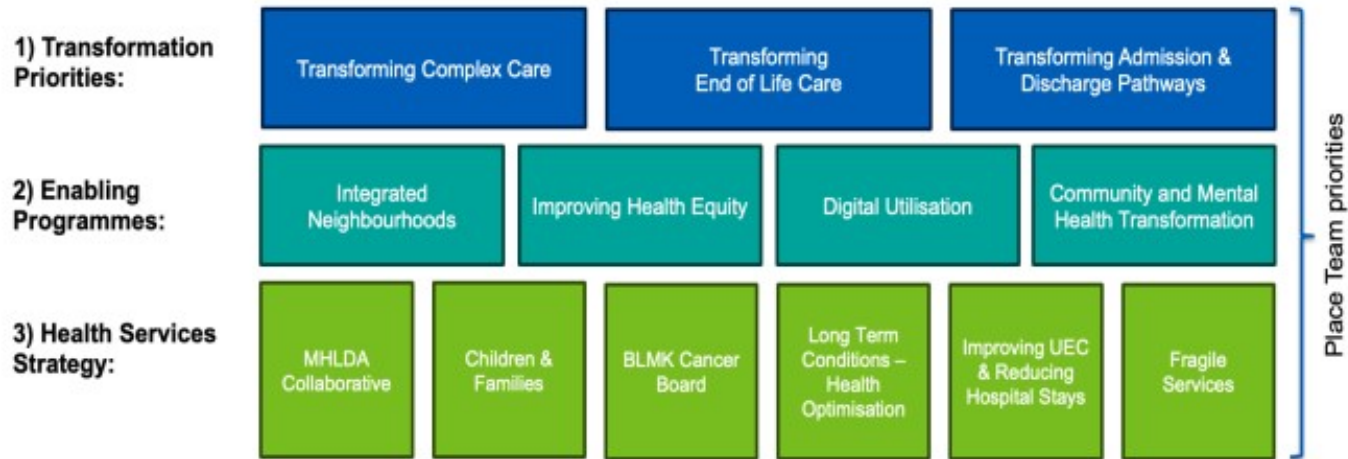 1) Transformation
Priorities:
Transforming Complex Care
Transforming
End of Life Care
Transforming Admission &
Discharge Pathways
2) Enabling
Programmes:
Integrated
Neighbourhoods
Improving Health Equity
Digital Utilisation
Community and Mental
Health Transformation
3) Health Services
Strategy:
MHLDA
Collaborative
Children &
Families
BLMK Cancer
Board
Long Term
Conditions –
Health
Optimisation
Improving UEC
& Reducing
Hospital Stays
Fragile
Services
Place Team priorities